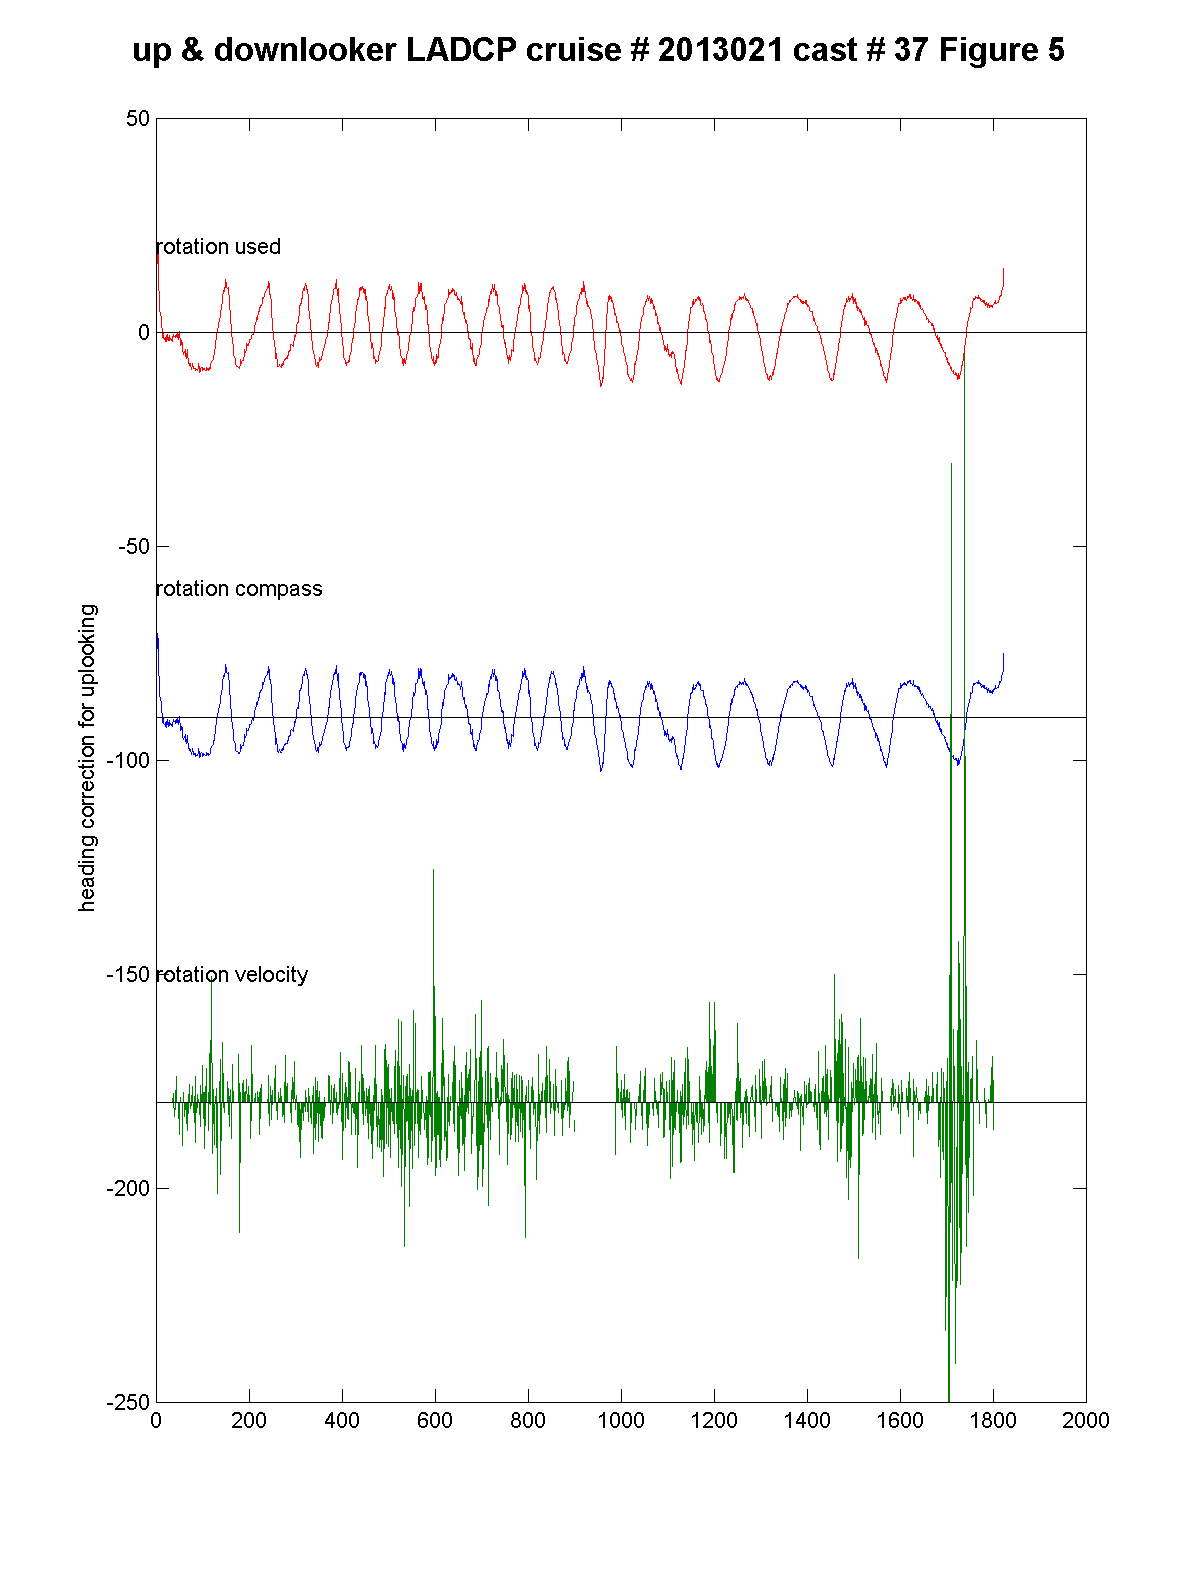 up & downlooker LADCP cruise # 2013021 cast # 37 Figure 5
50
rotation used
0
-50
rotation compass
heading correction for uplooking
-100
-150
rotation velocity
-200
-250
0 200 400 600 800 1000 1200 1400 1600 1800 2000